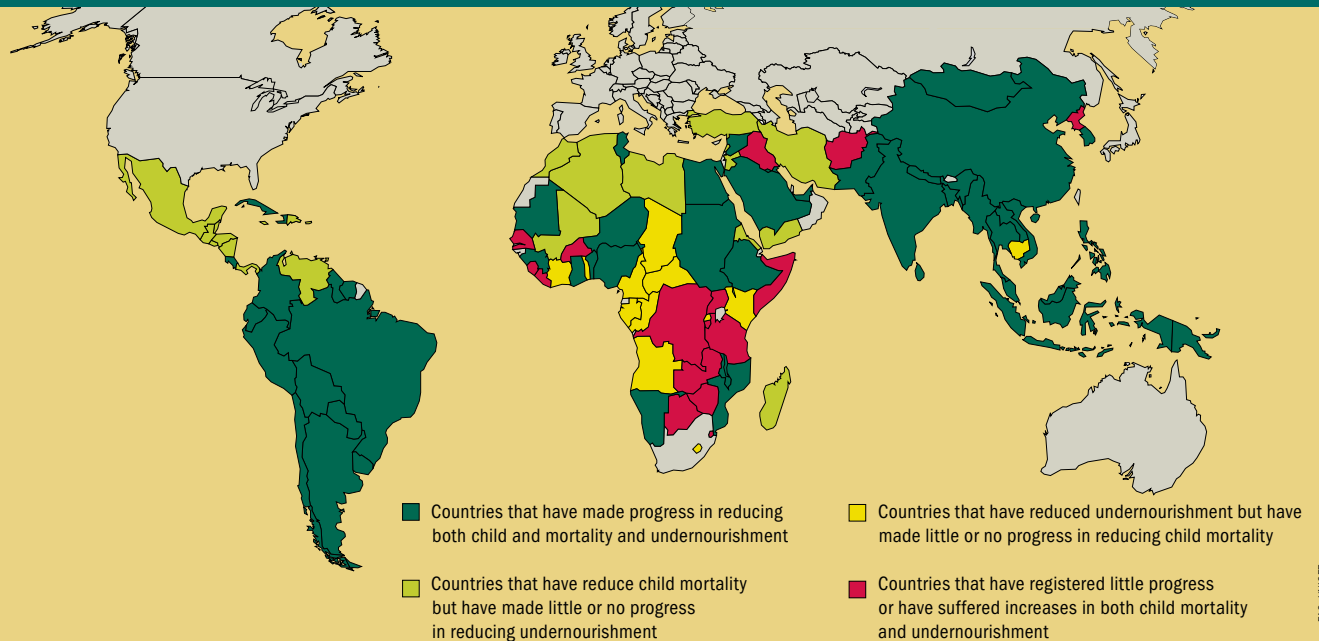 Countries that have made progress in reducing
both child and mortality and undernourishment
Countries that have reduce child mortality
but have made little or no progress
in reducing undernourishment
Countries that have reduced undernourishment but have
made little or no progress in reducing child mortality
Countries that have registered little progress
or have suffered increases in both child mortality
and undernourishment